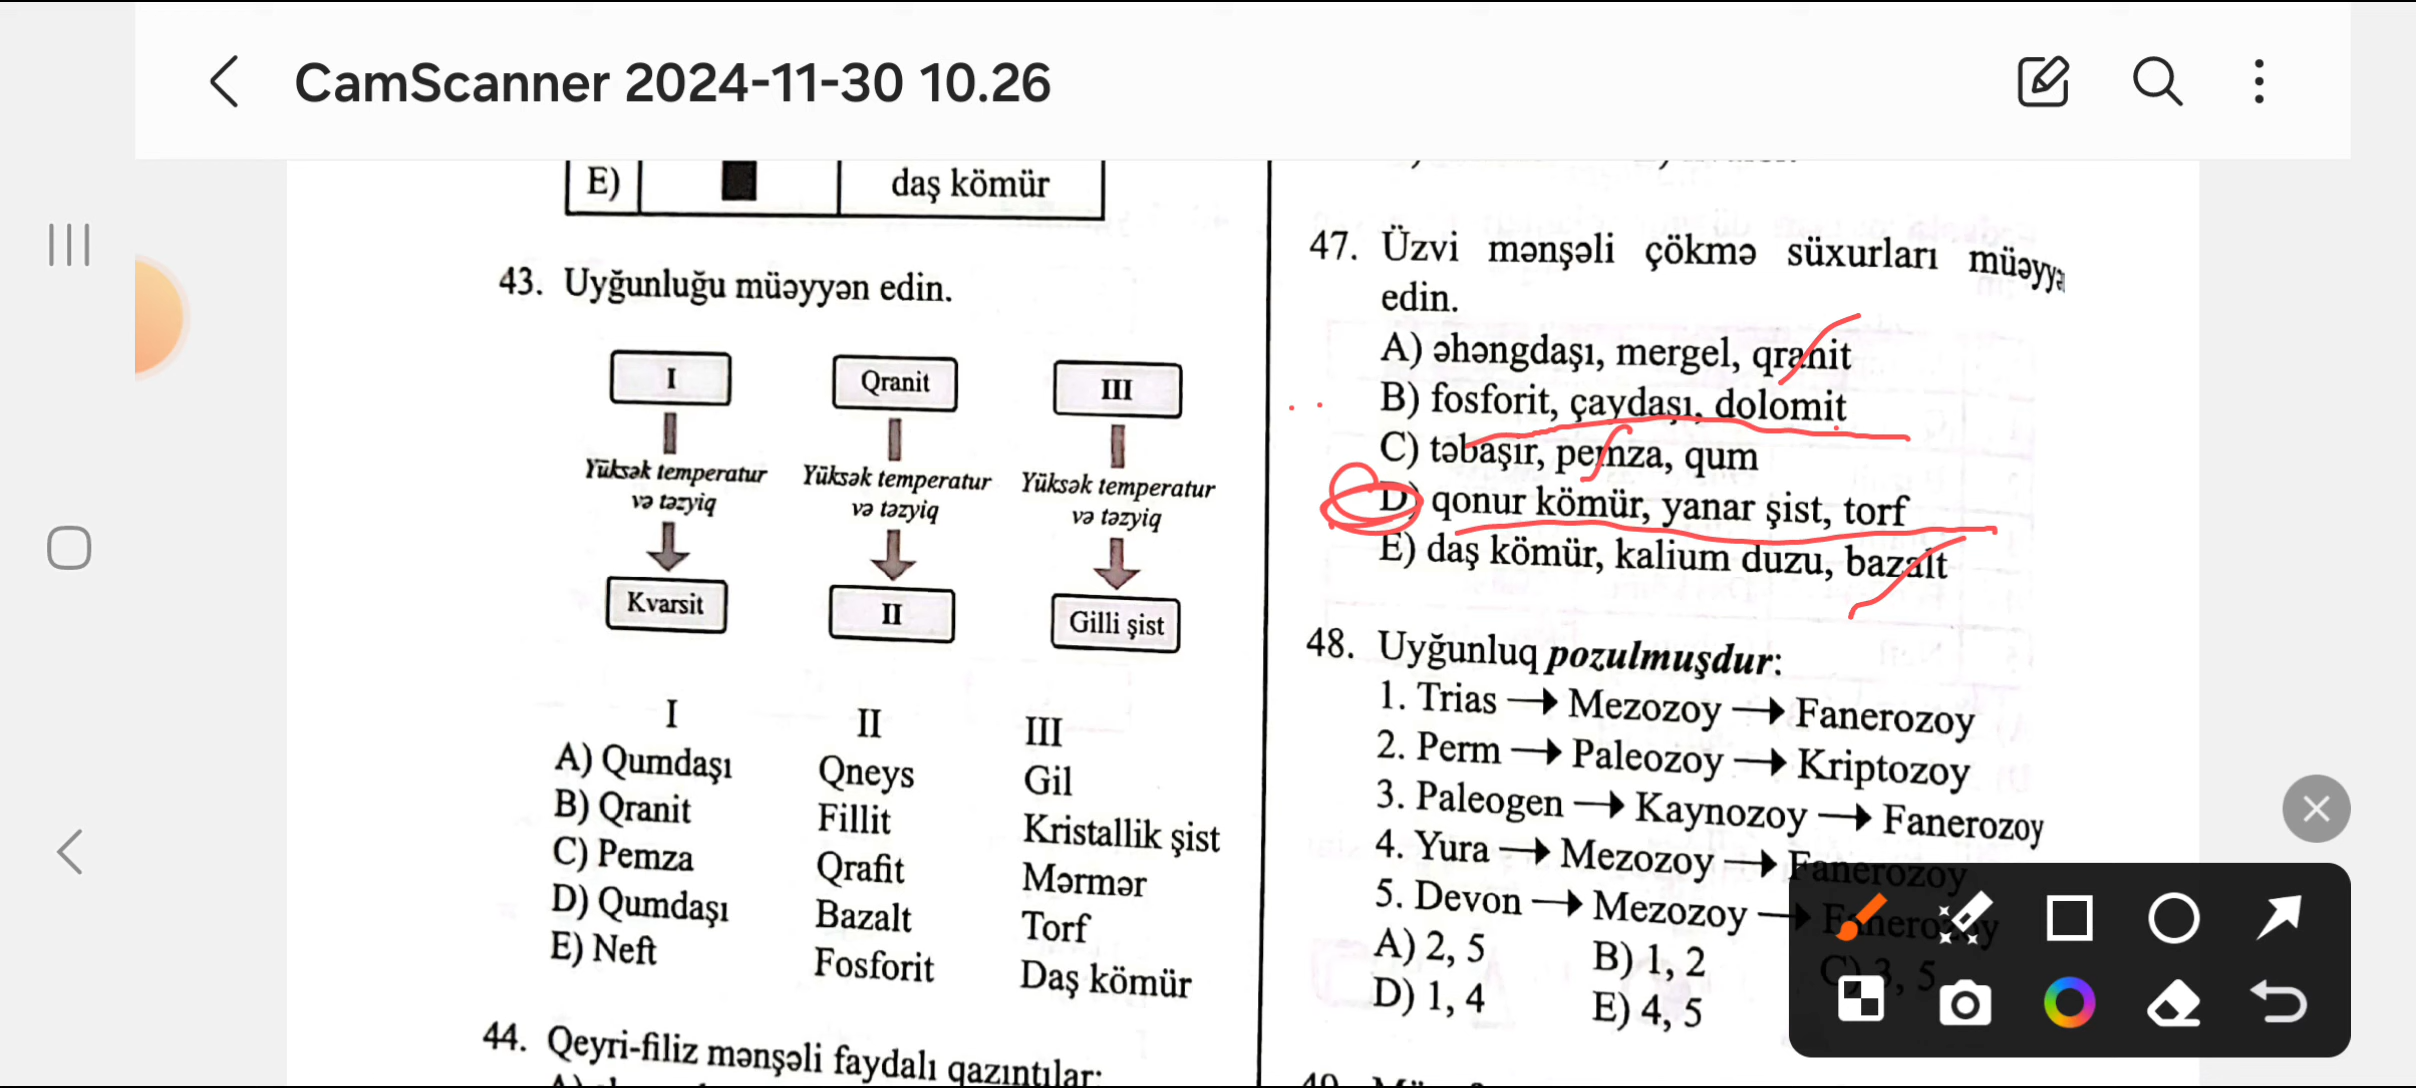 CamScanner 2024-11-30 10.26
E) daş kömür
43. Uyğunluğu müəyyən edin.
I Qranit III
Yüksək temperatur Yüksək temperatur Yüksək temperatur
və təzyiq və təzyiq və təzyiq
Kvarsit II Gilli şist
I II III
A) Qumdaşı Qneys Gil
B) Qranit Fillit Kristallik şist
C) Pemza Qrafit Mərmər
D) Qumdaşı Bazalt Torf
E) Neft Fosforit Daş kömür
44. Qeyri-filiz mənşəli faydalı qazıntılar:
47. Üzvi mənşəli çökmə süxurları müəyyə
edin.
A) əhəngdaşı, mergel, qranit
B) fosforit, çaydaşı, dolomit
C) təbaşir, pemza, qum
D) qonur kömür, yanar şist, torf
E) daş kömür, kalium duzu, bazalt
48. Uyğunluq pozulmuşdur:
1. Trias → Mezozoy → Fanerozoy
2. Perm → Paleozoy → Kriptozoy
3. Paleogen → Kaynozoy → Fanerozoy
4. Yura → Mezozoy → Fanerozoy
5. Devon → Mezozoy → Fanerozoy
A) 2, 5 B) 1, 2 C) 3, 5
D) 1, 4 E) 4, 5